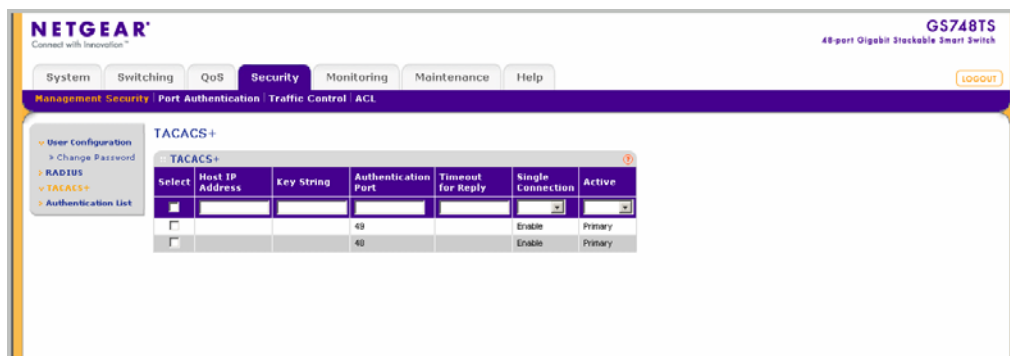 NETGEAR®
Connect with Innovation™
GS748TS
48-port Gigabit Stackable Smart Switch
System Switching QoS Security Monitoring Maintenance Help
LOGOUT
Management Security | Port Authentication | Traffic Control | ACL
User Configuration
Change Password
RADIUS
TACACS+
Authentication List
TACACS+
TACACS+ ?
Select Host IP Address Key String Authentication Port Timeout for Reply Single Connection Active
49 Enable Primary
48 Enable Primary